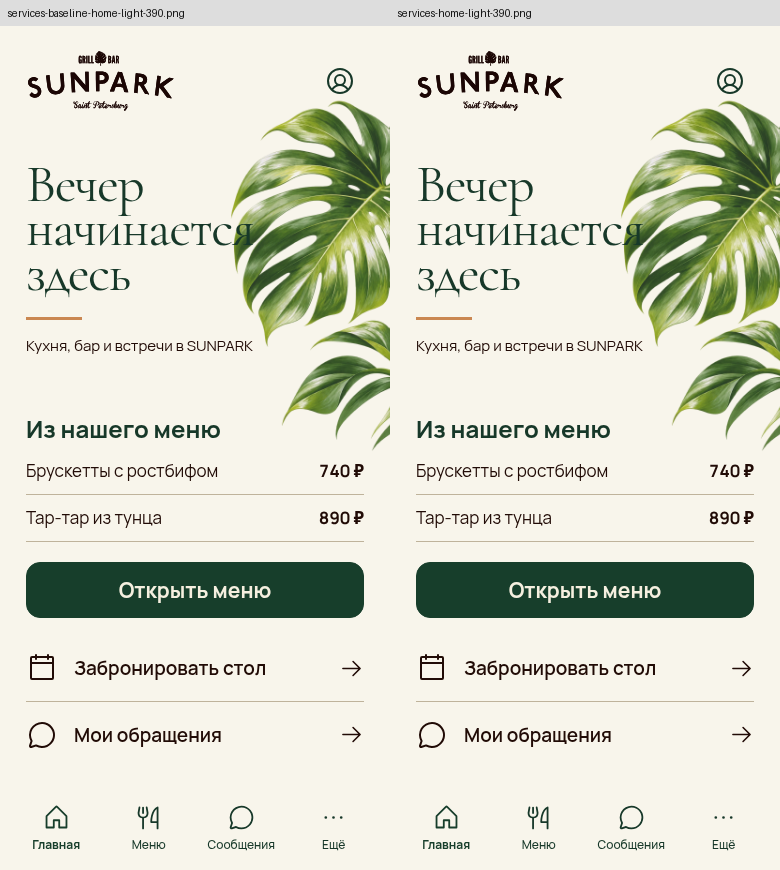 services-baseline-home-light-390.png
GRILL BAR
SUNPARK
Saint Petersburg
Вечер
начинается
здесь
Кухня, бар и встречи в SUNPARK
Из нашего меню
Брускетты с ростбифом 740 ₽
Тар-тар из тунца 890 ₽
Открыть меню
Забронировать стол
Мои обращения
Главная Меню Сообщения Ещё
services-home-light-390.png
GRILL BAR
SUNPARK
Saint Petersburg
Вечер
начинается
здесь
Кухня, бар и встречи в SUNPARK
Из нашего меню
Брускетты с ростбифом 740 ₽
Тар-тар из тунца 890 ₽
Открыть меню
Забронировать стол
Мои обращения
Главная Меню Сообщения Ещё